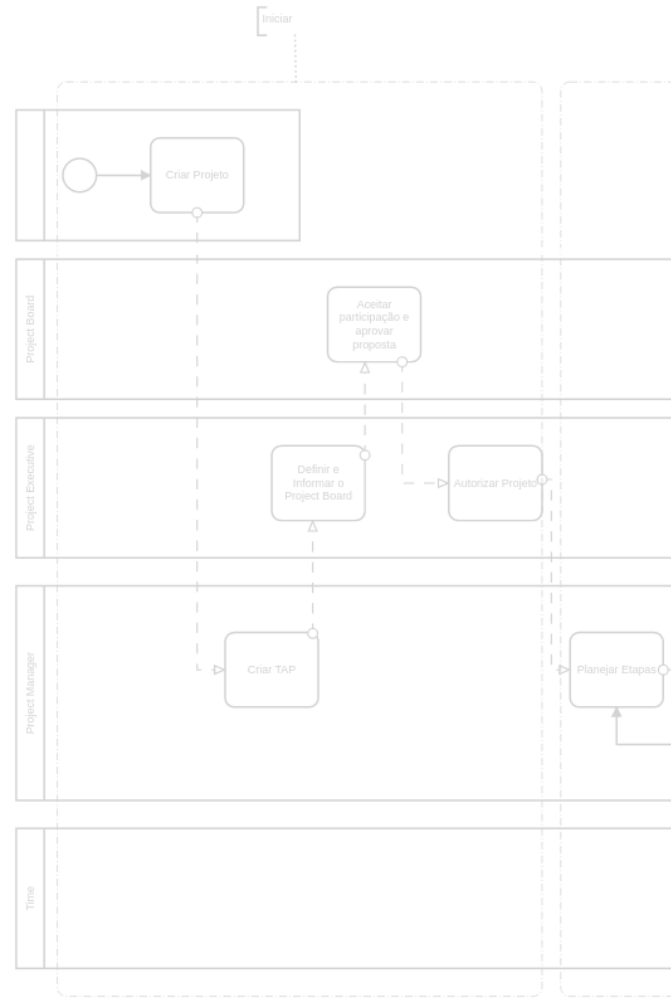 Iniciar
Criar Projeto
Project Board
Aceitar
participação e
aprovar
proposta
Project Executive
Definir e
Informar o
Project Board
Autorizar Projeto
Project Manager
Criar TAP
Planejar Etapas
Time